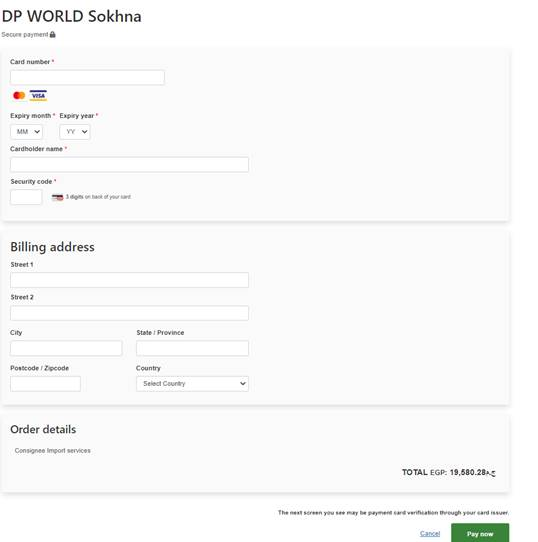 DP WORLD Sokhna
Secure payment
Card number *
VISA
Expiry month * Expiry year *
MM YY
Cardholder name *
Security code *
3 digits on back of your card
Billing address
Street 1
Street 2
City State / Province
Postcode / Zipcode Country
Select Country
Order details
Consignee Import services
TOTAL EGP: 19,580.28ج.م
The next screen you see may be payment card verification through your card issuer.
Cancel Pay now